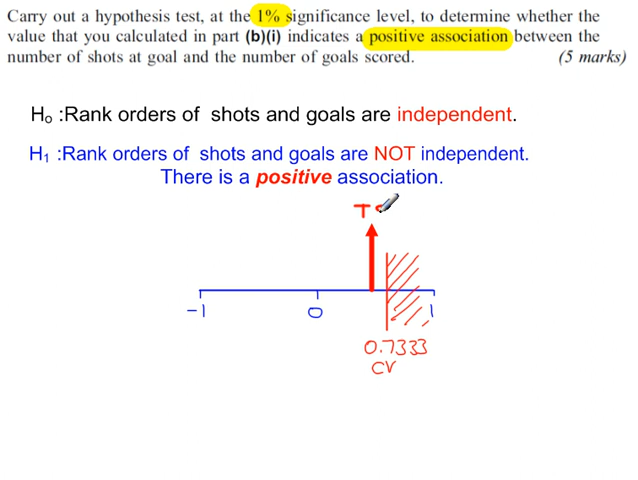 Carry out a hypothesis test, at the 1% significance level, to determine whether the
value that you calculated in part (b)(i) indicates a positive association between the
number of shots at goal and the number of goals scored. (5 marks)
Ho :Rank orders of shots and goals are independent.
H1 :Rank orders of shots and goals are NOT independent.
There is a positive association.
T
-1 0 1
0.7333
CV